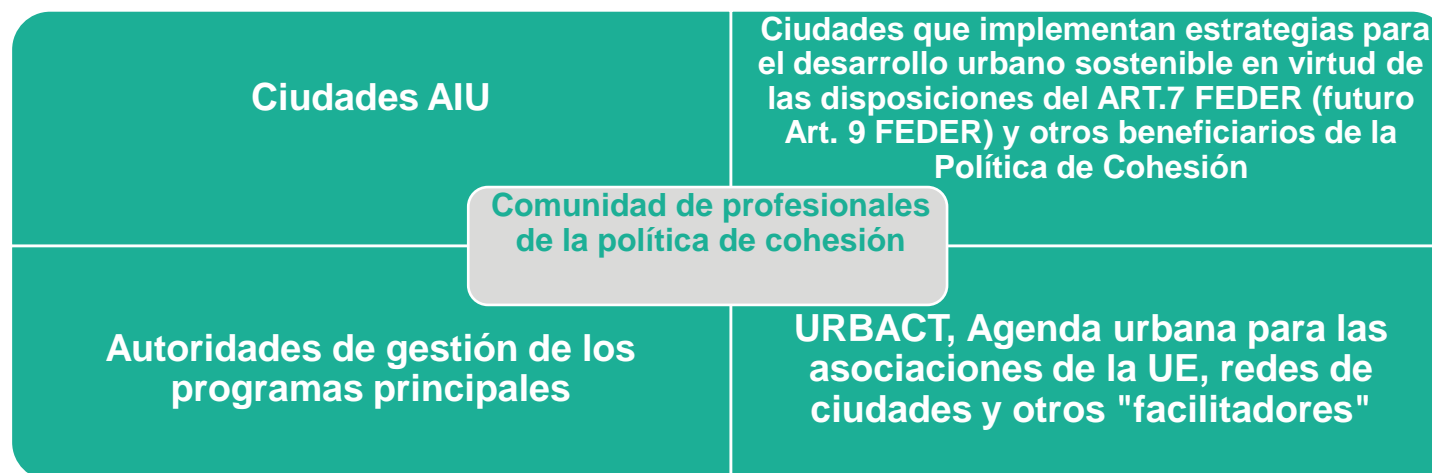 Ciudades AIU
Ciudades que implementan estrategias para
el desarrollo urbano sostenible en virtud de
las disposiciones del ART.7 FEDER (futuro
Art. 9 FEDER) y otros beneficiarios de la
Política de Cohesión
Comunidad de profesionales
de la política de cohesión
Autoridades de gestión de los
programas principales
URBACT, Agenda urbana para las
asociaciones de la UE, redes de
ciudades y otros "facilitadores"